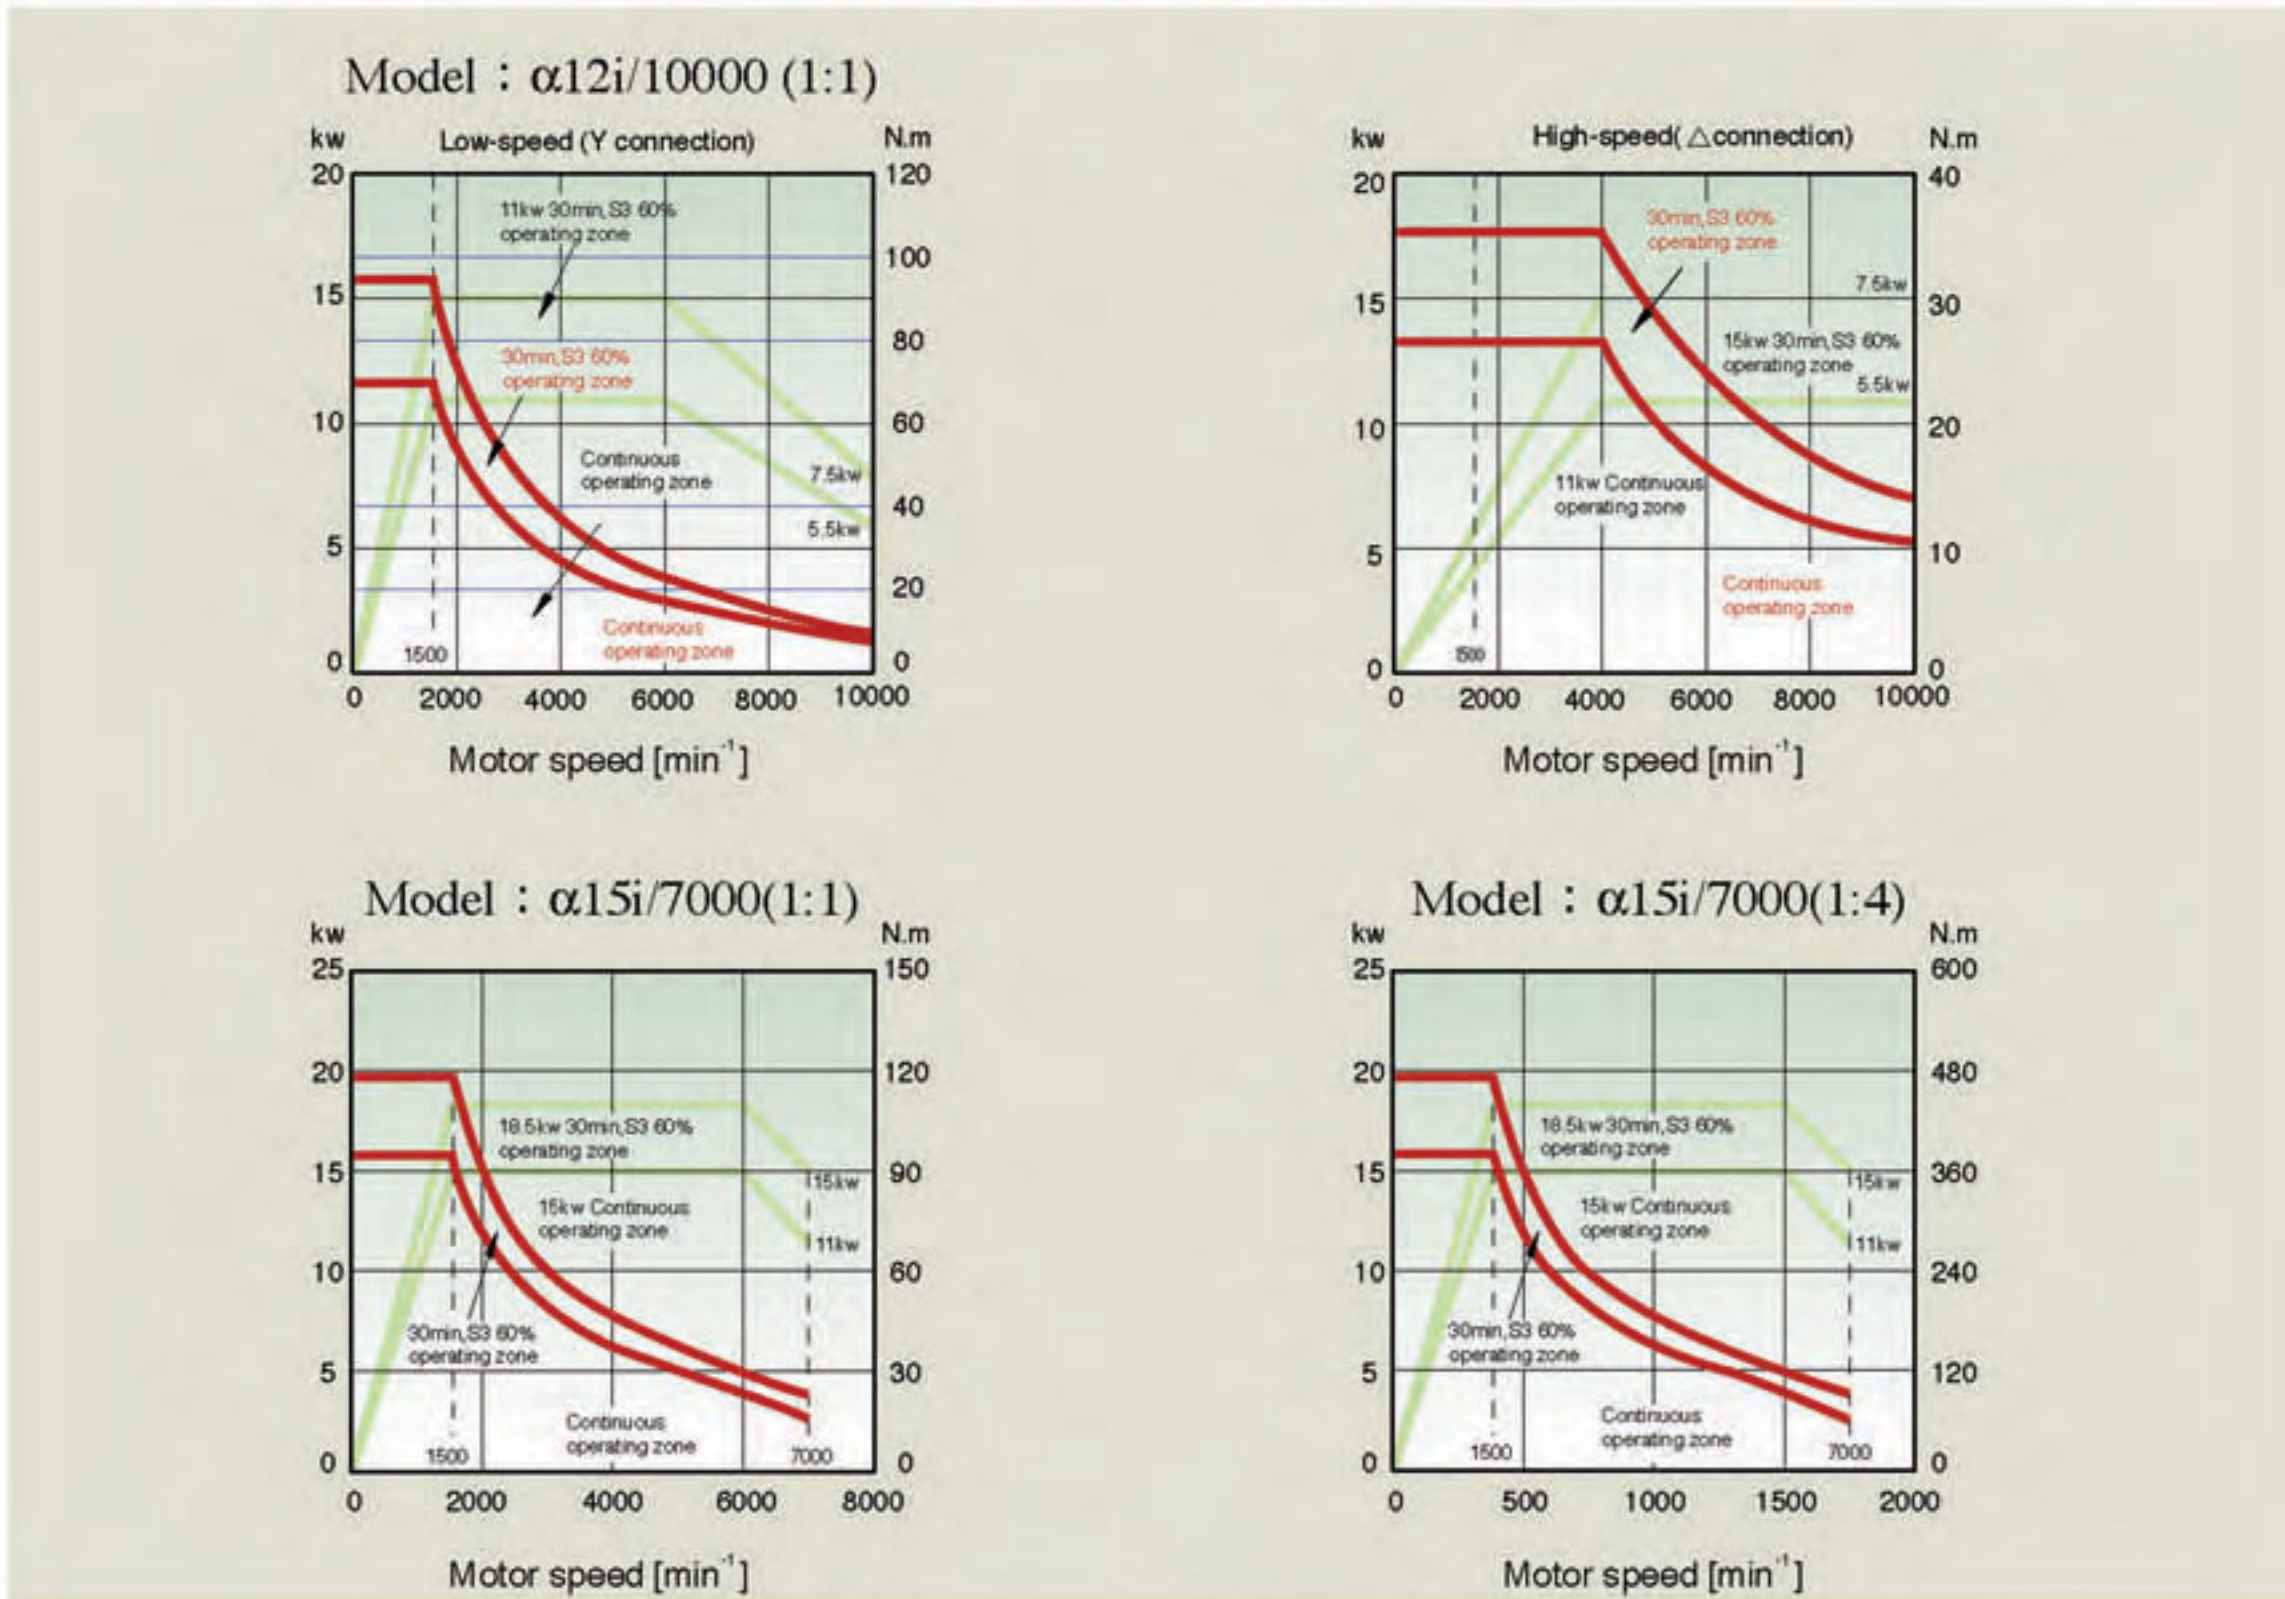 Model：α12i/10000 (1:1)
kw
Low-speed (Y connection)
N.m
20
15
10
5
0
120
100
80
60
40
20
0
11kw 30min,S3 60%
operating zone
30min,S3 60%
operating zone
Continuous
operating zone
7.5kw
5.5kw
Continuous
operating zone
1500
0
2000
4000
6000
8000
10000
Motor speed [min⁻¹]
kw
High-speed(△connection)
N.m
20
15
10
5
0
40
30
20
10
0
30min,S3 60%
operating zone
7.5kw
15kw 30min,S3 60%
operating zone
5.5kw
11kw Continuous
operating zone
Continuous
operating zone
1500
0
2000
4000
6000
8000
10000
Motor speed [min⁻¹]
Model：α15i/7000(1:1)
kw
N.m
25
20
15
10
5
0
150
120
90
60
30
0
18.5kw 30min,S3 60%
operating zone
15kw
15kw Continuous
operating zone
11kw
30min,S3 60%
operating zone
Continuous
operating zone
1500
7000
0
2000
4000
6000
8000
Motor speed [min⁻¹]
Model：α15i/7000(1:4)
kw
N.m
25
20
15
10
5
0
600
480
360
240
120
0
18.5kw 30min,S3 60%
operating zone
15kw
15kw Continuous
operating zone
11kw
30min,S3 60%
operating zone
Continuous
operating zone
1500
7000
0
500
1000
1500
2000
Motor speed [min⁻¹]